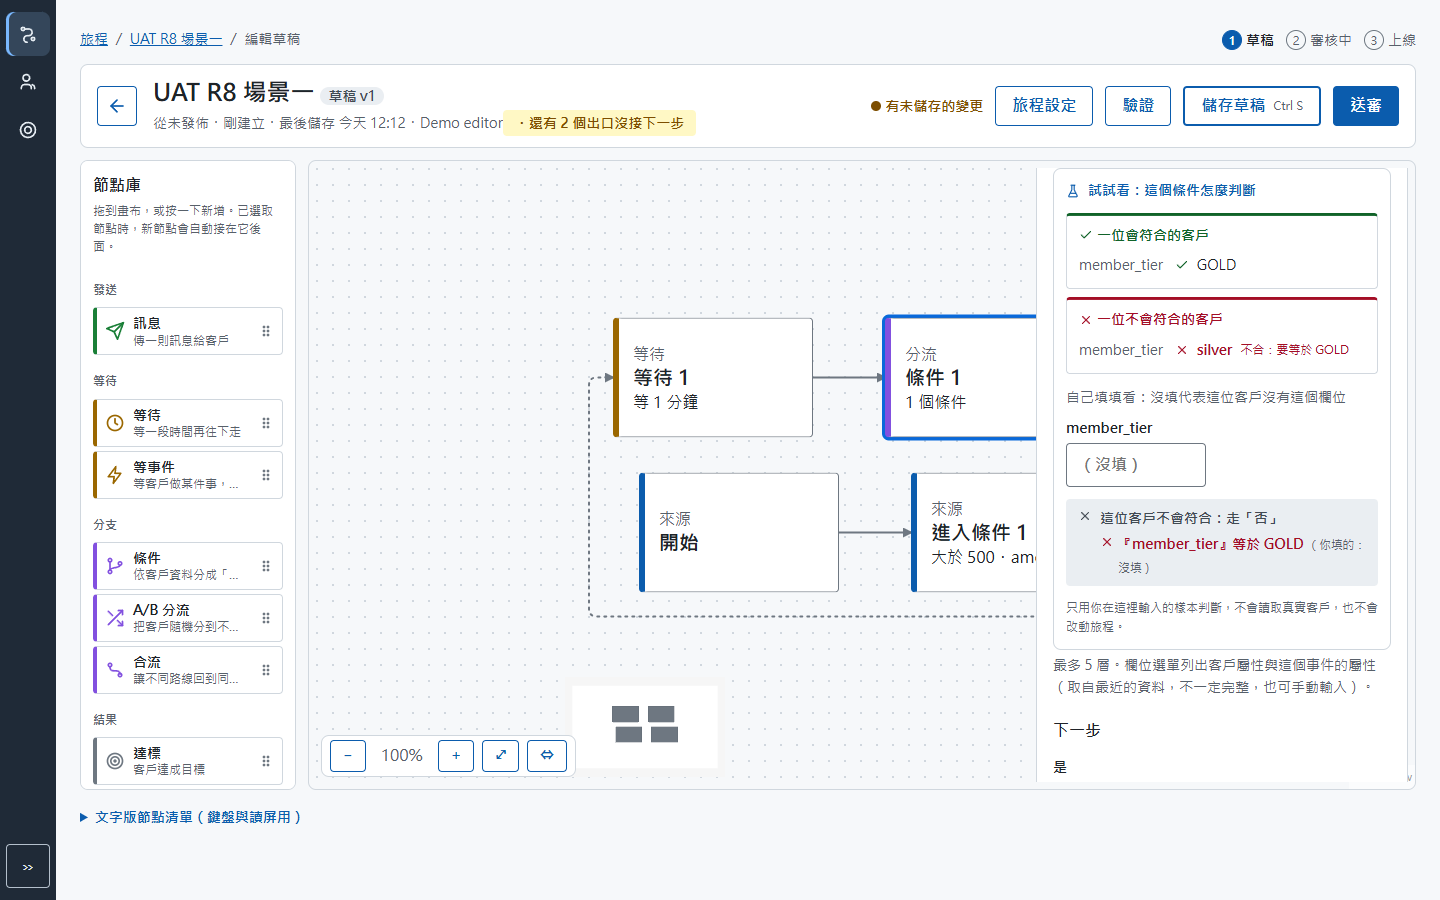 旅程 / UAT R8 場景一 / 編輯草稿
1 草稿 2 審核中 3 上線
UAT R8 場景一 草稿 v1
從未發佈 · 剛建立 · 最後儲存 今天 12:12 · Demo editor · 還有 2 個出口沒接下一步
有未儲存的變更
旅程設定
驗證
儲存草稿 Ctrl S
送審
節點庫
拖到畫布，或按一下新增。已選取
節點時，新節點會自動接在它後
面。
發送
訊息
傳一則訊息給客戶
等待
等待
等一段時間再往下走
等事件
等客戶做某件事，...
分支
條件
依客戶資料分成「...
A/B 分流
把客戶隨機分到不...
合流
讓不同路線回到同...
結果
達標
客戶達成目標
等待
等待 1
等 1 分鐘
分流
條件 1
1 個條件
來源
開始
來源
進入條件 1
大於 500 · am
− 100% +
試試看：這個條件怎麼判斷
一位會符合的客戶
member_tier ✓ GOLD
一位不會符合的客戶
member_tier × silver 不合：要等於 GOLD
自己填填看：沒填代表這位客戶沒有這個欄位
member_tier
（沒填）
× 這位客戶不會符合：走「否」
× 『member_tier』等於 GOLD（你填的：
沒填）
只用你在這裡輸入的樣本判斷，不會讀取真實客戶，也不會
改動旅程。
最多 5 層。欄位選單列出客戶屬性與這個事件的屬性
（取自最近的資料，不一定完整，也可手動輸入）。
下一步
是
▶ 文字版節點清單（鍵盤與讀屏用）
»